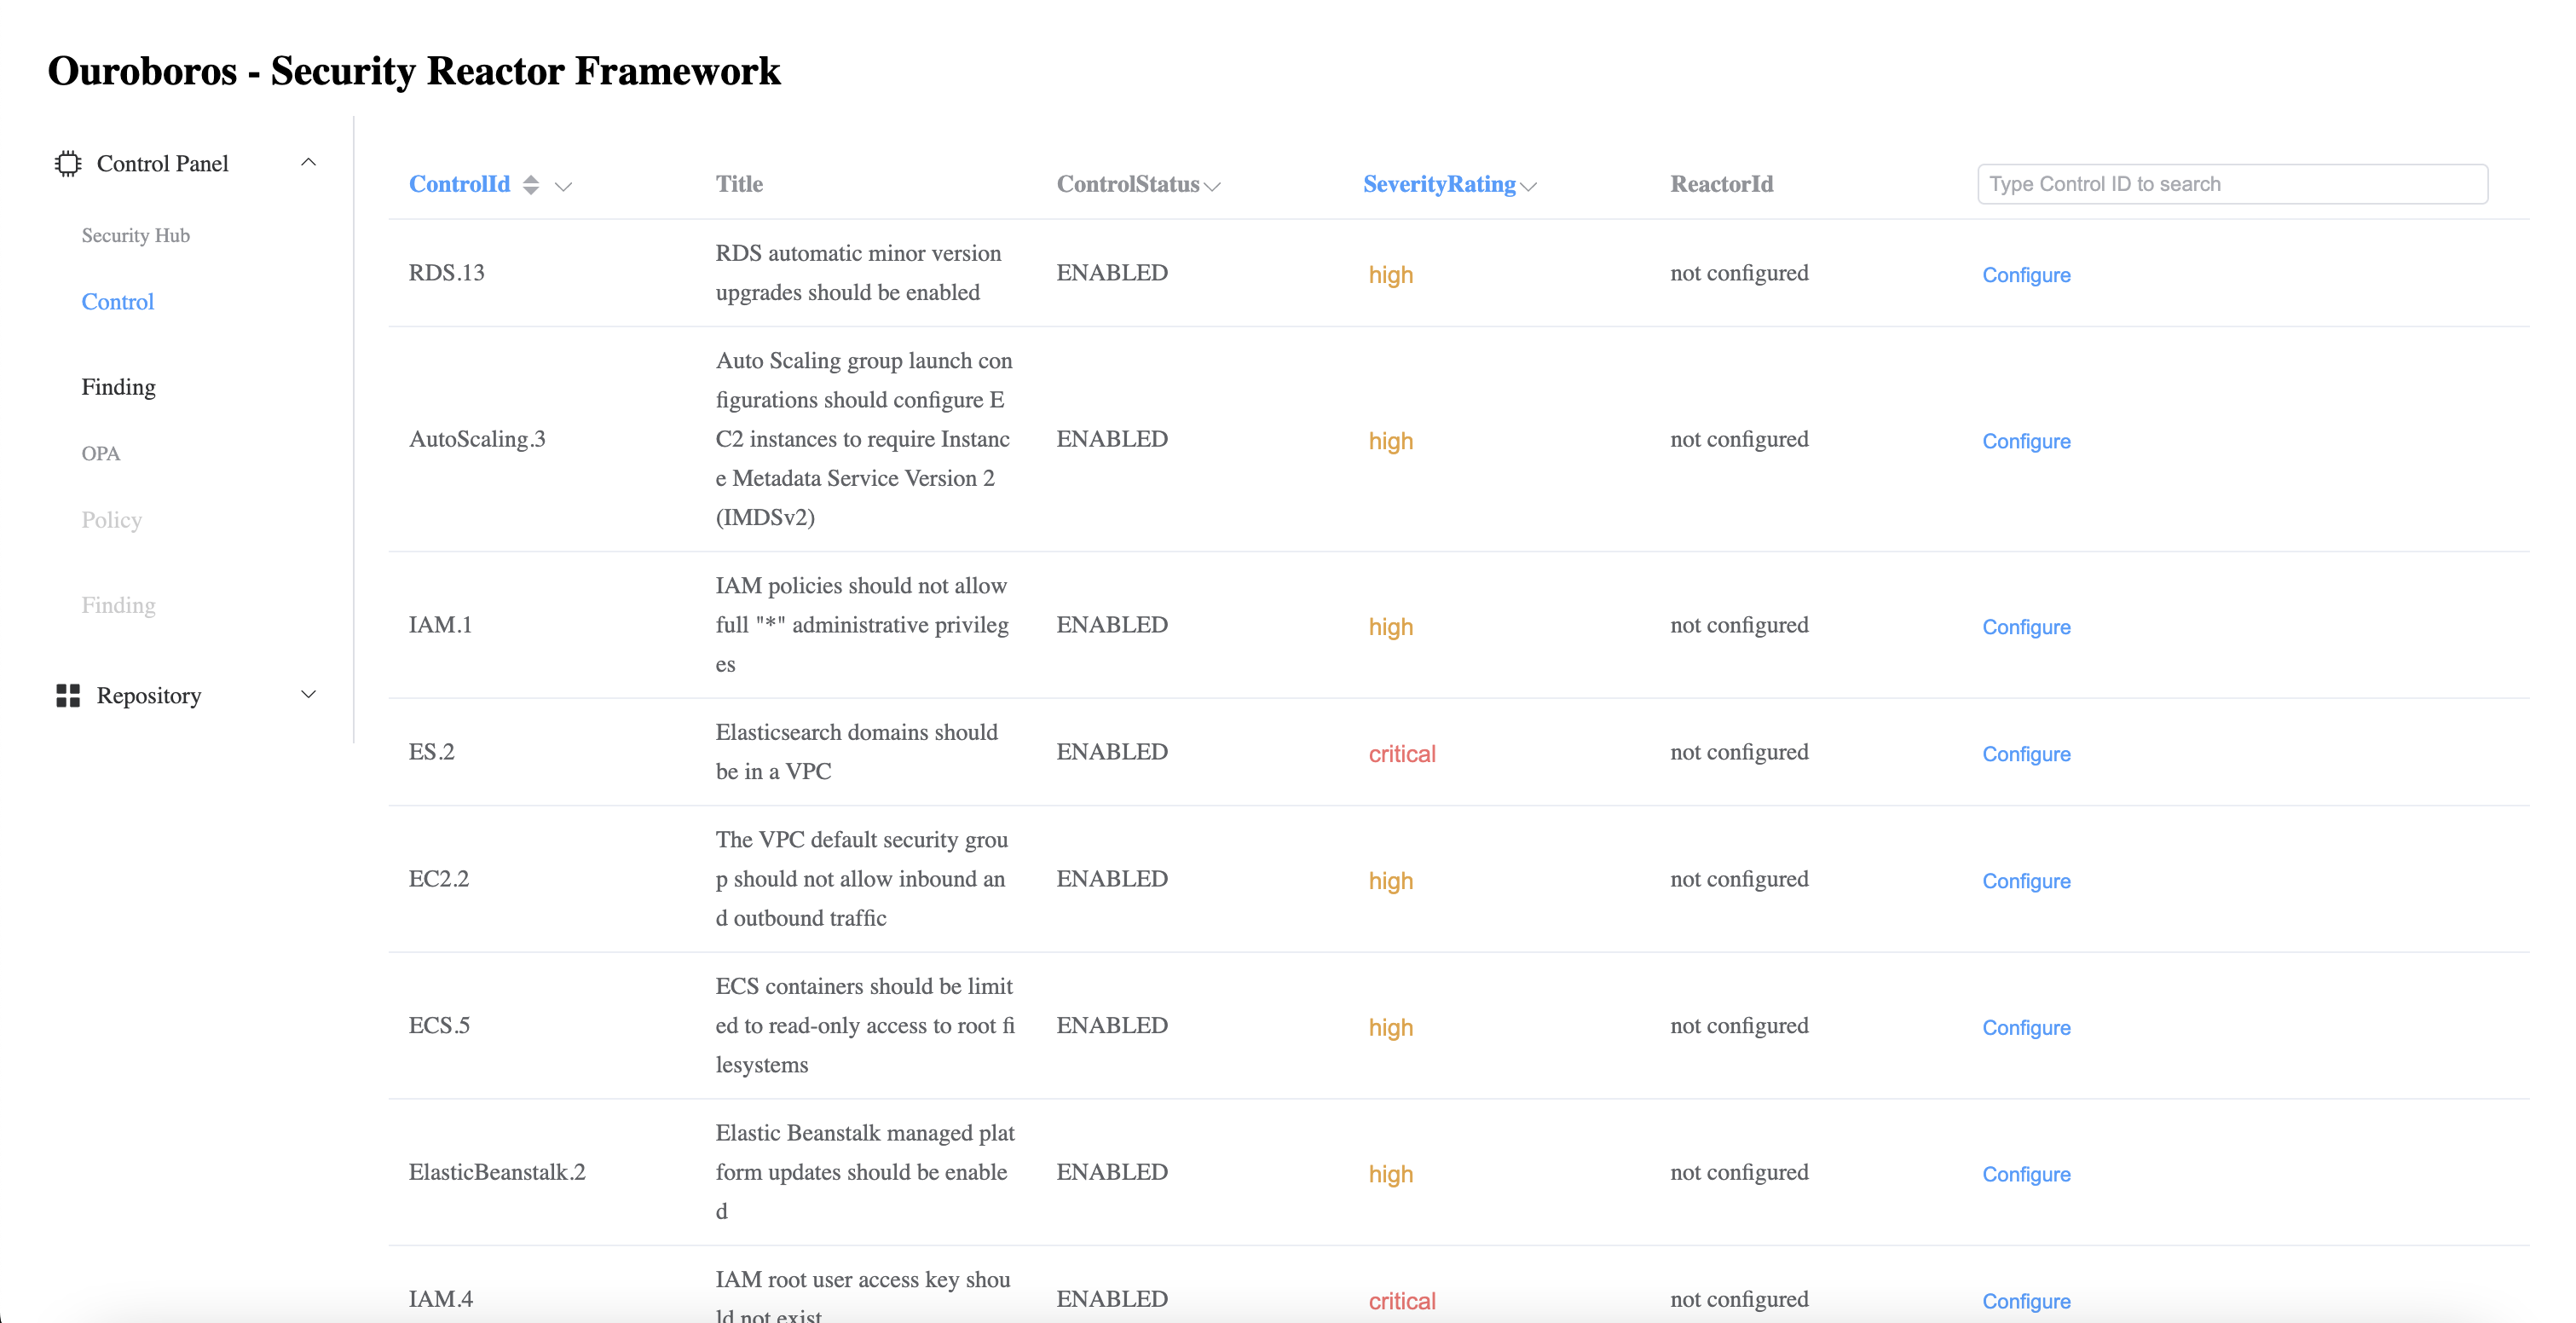 Ouroboros - Security Reactor Framework
Control Panel
Security Hub
Control
Finding
OPA
Policy
Finding
Repository
ControlId Title ControlStatus SeverityRating ReactorId Type Control ID to search
RDS.13
RDS automatic minor version
upgrades should be enabled
ENABLED high not configured Configure
AutoScaling.3
Auto Scaling group launch con
figurations should configure E
C2 instances to require Instanc
e Metadata Service Version 2
(IMDSv2)
ENABLED high not configured Configure
IAM.1
IAM policies should not allow
full "*" administrative privileg
es
ENABLED high not configured Configure
ES.2
Elasticsearch domains should
be in a VPC
ENABLED critical not configured Configure
EC2.2
The VPC default security grou
p should not allow inbound an
d outbound traffic
ENABLED high not configured Configure
ECS.5
ECS containers should be limit
ed to read-only access to root fi
lesystems
ENABLED high not configured Configure
ElasticBeanstalk.2
Elastic Beanstalk managed plat
form updates should be enable
d
ENABLED high not configured Configure
IAM.4
IAM root user access key shou
ld not exist
ENABLED critical not configured Configure